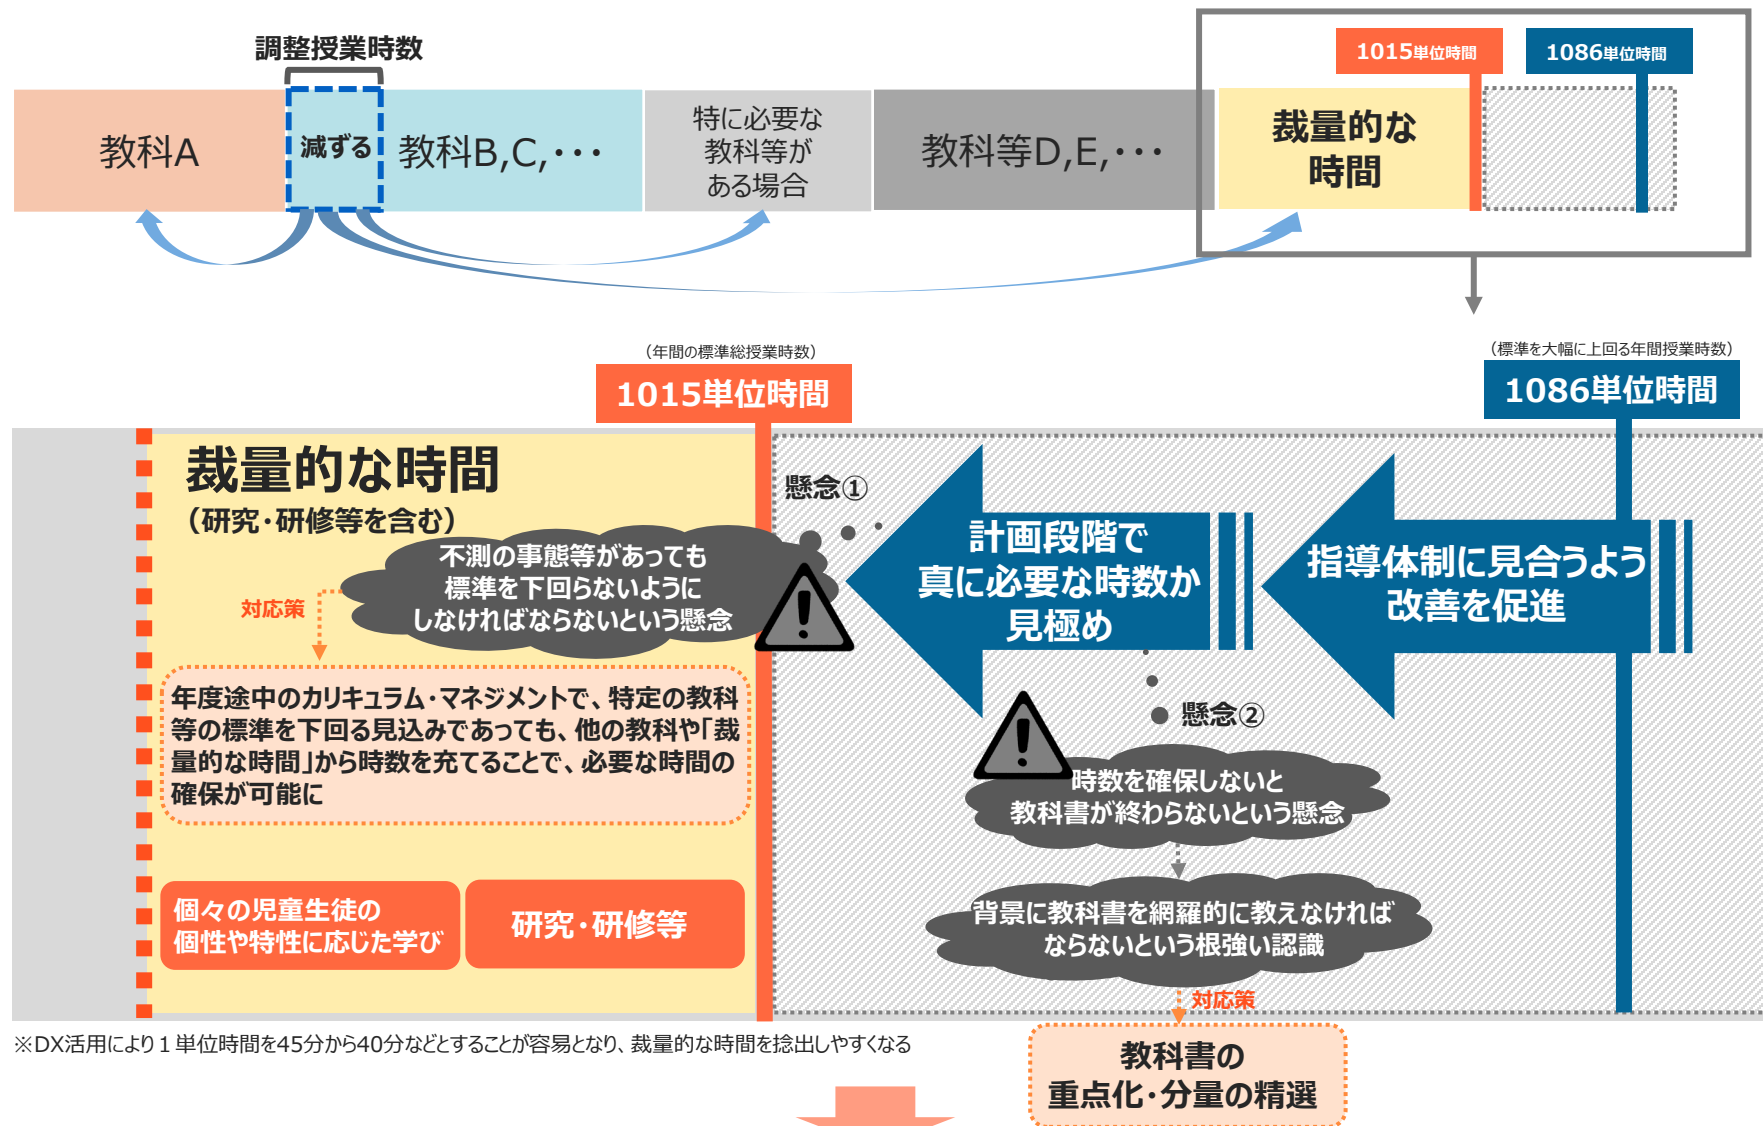 調整授業時数
1015単位時間
1086単位時間
教科A
減ずる
教科B,C,・・・
特に必要な
教科等が
ある場合
教科等D,E,・・・
裁量的な
時間
（年間の標準総授業時数）
1015単位時間
（標準を大幅に上回る年間授業時数）
1086単位時間
裁量的な時間
（研究・研修等を含む）
懸念①
不測の事態等があっても
標準を下回らないように
しなければならないという懸念
対応策
年度途中のカリキュラム・マネジメントで、特定の教科
等の標準を下回る見込みであっても、他の教科や「裁
量的な時間」から時数を充てることで、必要な時間の
確保が可能に
個々の児童生徒の
個性や特性に応じた学び
研究・研修等
計画段階で
真に必要な時数か
見極め
指導体制に見合うよう
改善を促進
懸念②
時数を確保しないと
教科書が終わらないという懸念
背景に教科書を網羅的に教えなければ
ならないという根強い認識
対応策
教科書の
重点化・分量の精選
※DX活用により１単位時間を45分から40分などとすることが容易となり、裁量的な時間を捻出しやすくなる